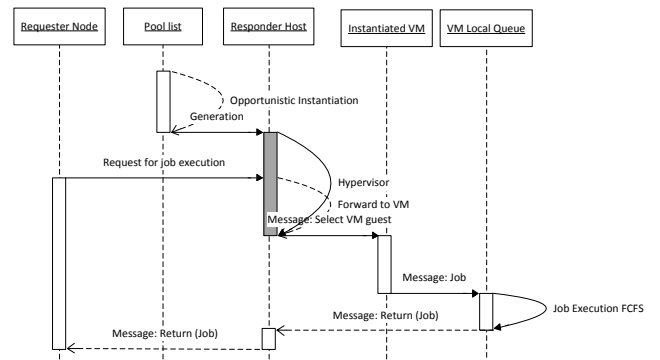 Requester Node
Pool list
Responder Host
Instantiated VM
VM Local Queue
Opportunistic Instantiation
Generation
Request for job execution
Hypervisor
Forward to VM
Message: Select VM guest
Message: Job
Job Execution FCFS
Message: Return (Job)
Message: Return (Job)